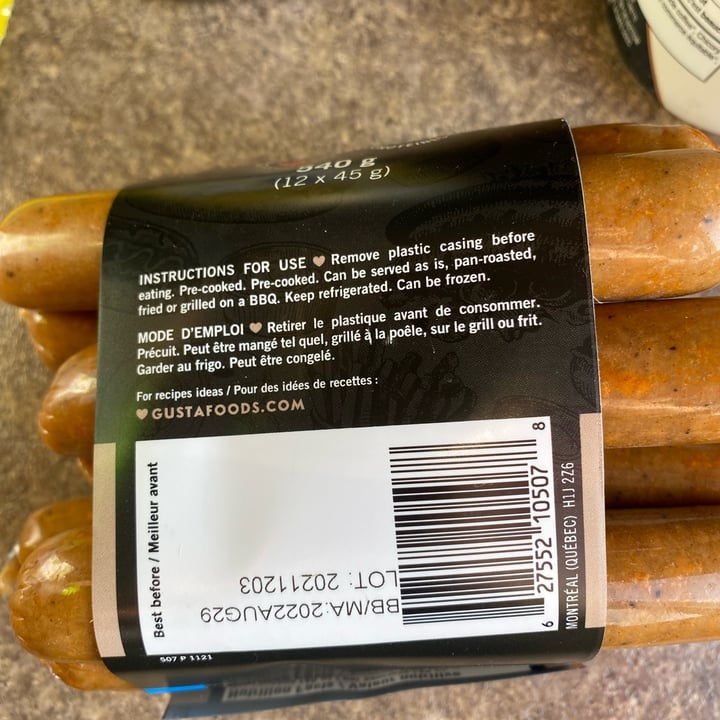 540 g
(12 x 45 g)
INSTRUCTIONS FOR USE ♥ Remove plastic casing before
eating. Pre-cooked. Pre-cooked. Can be served as is, pan-roasted,
fried or grilled on a BBQ. Keep refrigerated. Can be frozen.
MODE D'EMPLOI ♥ Retirer le plastique avant de consommer.
Précuit. Peut être mangé tel quel, grillé à la poêle, sur le grill ou frit.
Garder au frigo. Peut être congelé.
For recipes ideas / Pour des idées de recettes :
♥ GUSTAFOODS.COM
Best before / Meilleur avant
BB/MA:2022AUG29
LOT: 20211203
6 27552 10507 8
MONTRÉAL (QUÉBEC) H1J 2Z6
507 P 1121